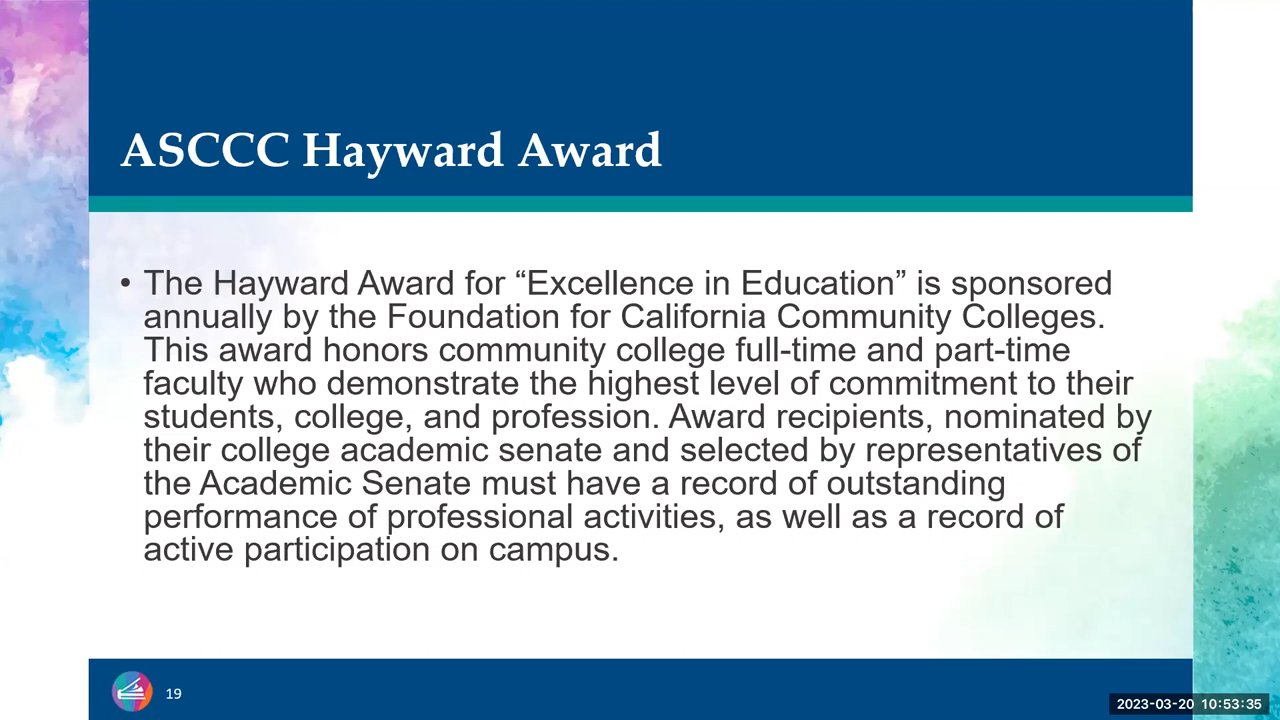 ASCCC Hayward Award
• The Hayward Award for “Excellence in Education” is sponsored
annually by the Foundation for California Community Colleges.
This award honors community college full-time and part-time
faculty who demonstrate the highest level of commitment to their
students, college, and profession. Award recipients, nominated by
their college academic senate and selected by representatives of
the Academic Senate must have a record of outstanding
performance of professional activities, as well as a record of
active participation on campus.
19
2023-03-20 10:53:35